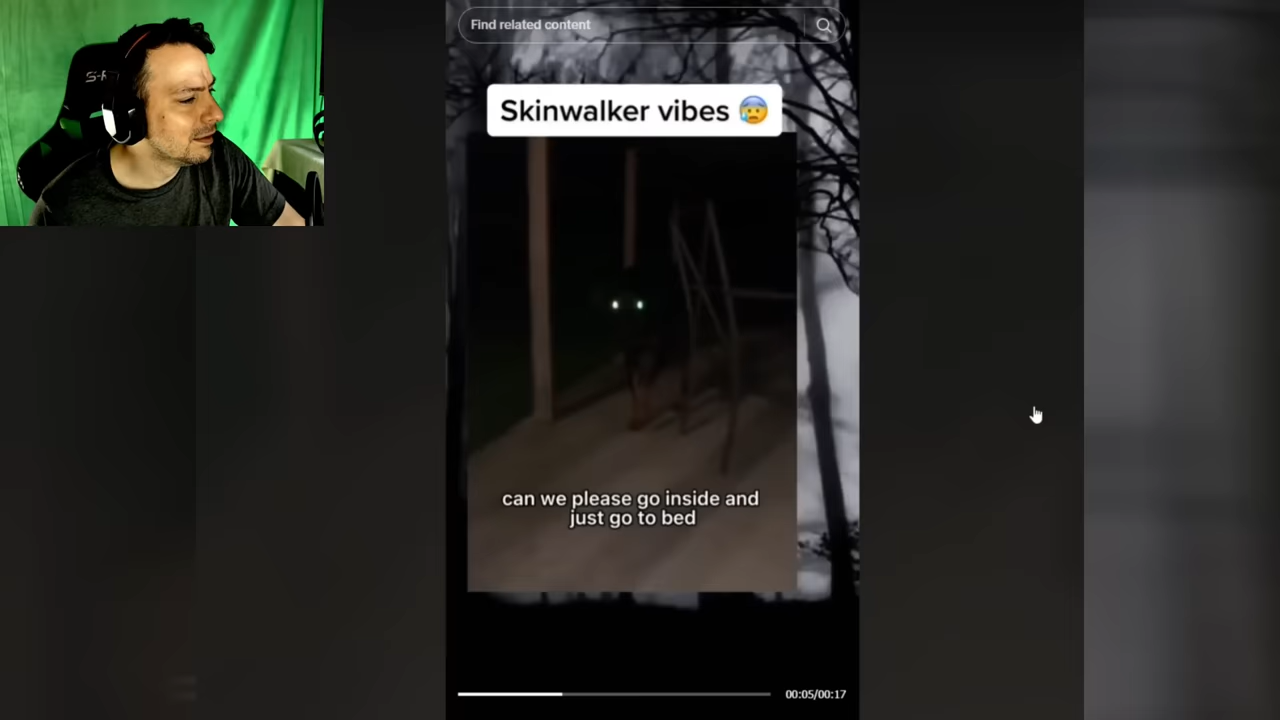 Find related content
S-R
Skinwalker vibes 😰
can we please go inside and
just go to bed
00:05/00:17